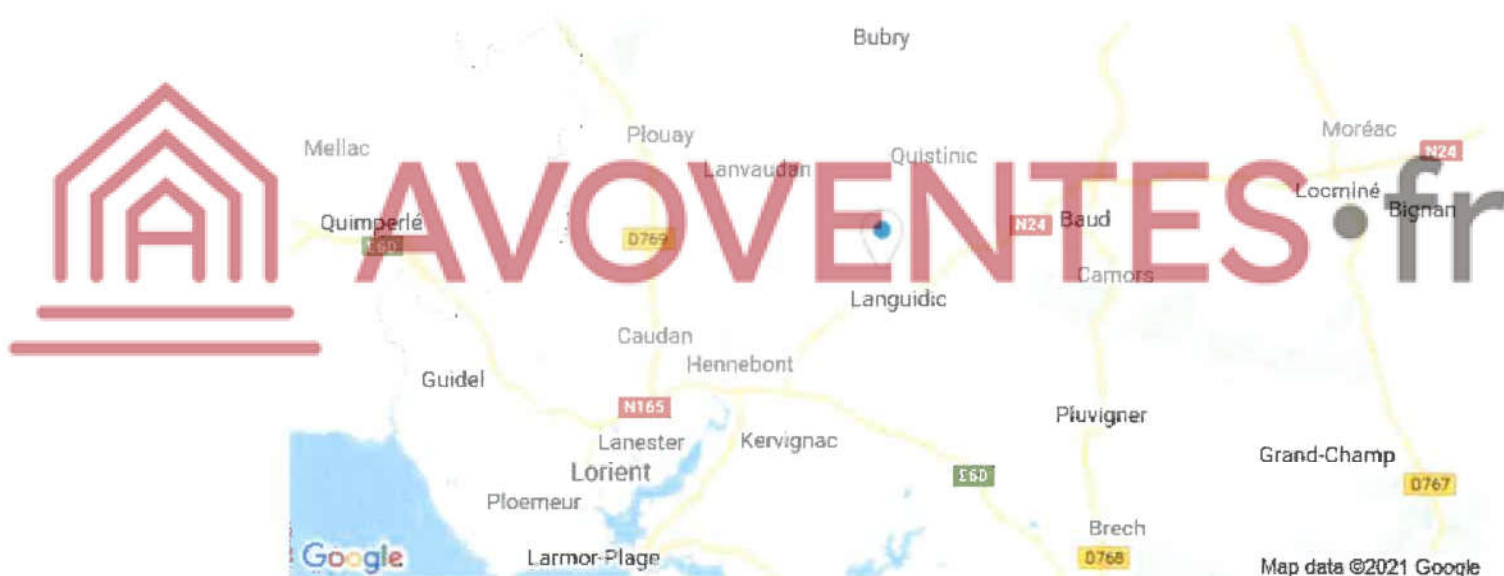 Bubry
Moréac
Plouay
Mellac
Quistinic
N24
Lanvaudan
AVOVENTES.fr
Locminé
Bignan
Quimperlé
N24
Baud
D769
E60
Camors
Languidic
Caudan
Hennebont
Guidel
N165
Pluvigner
Lanester
Kervignac
Grand-Champ
Lorient
E60
D767
Ploemeur
Brech
Google
Larmor-Plage
D768
Map data ©2021 Google